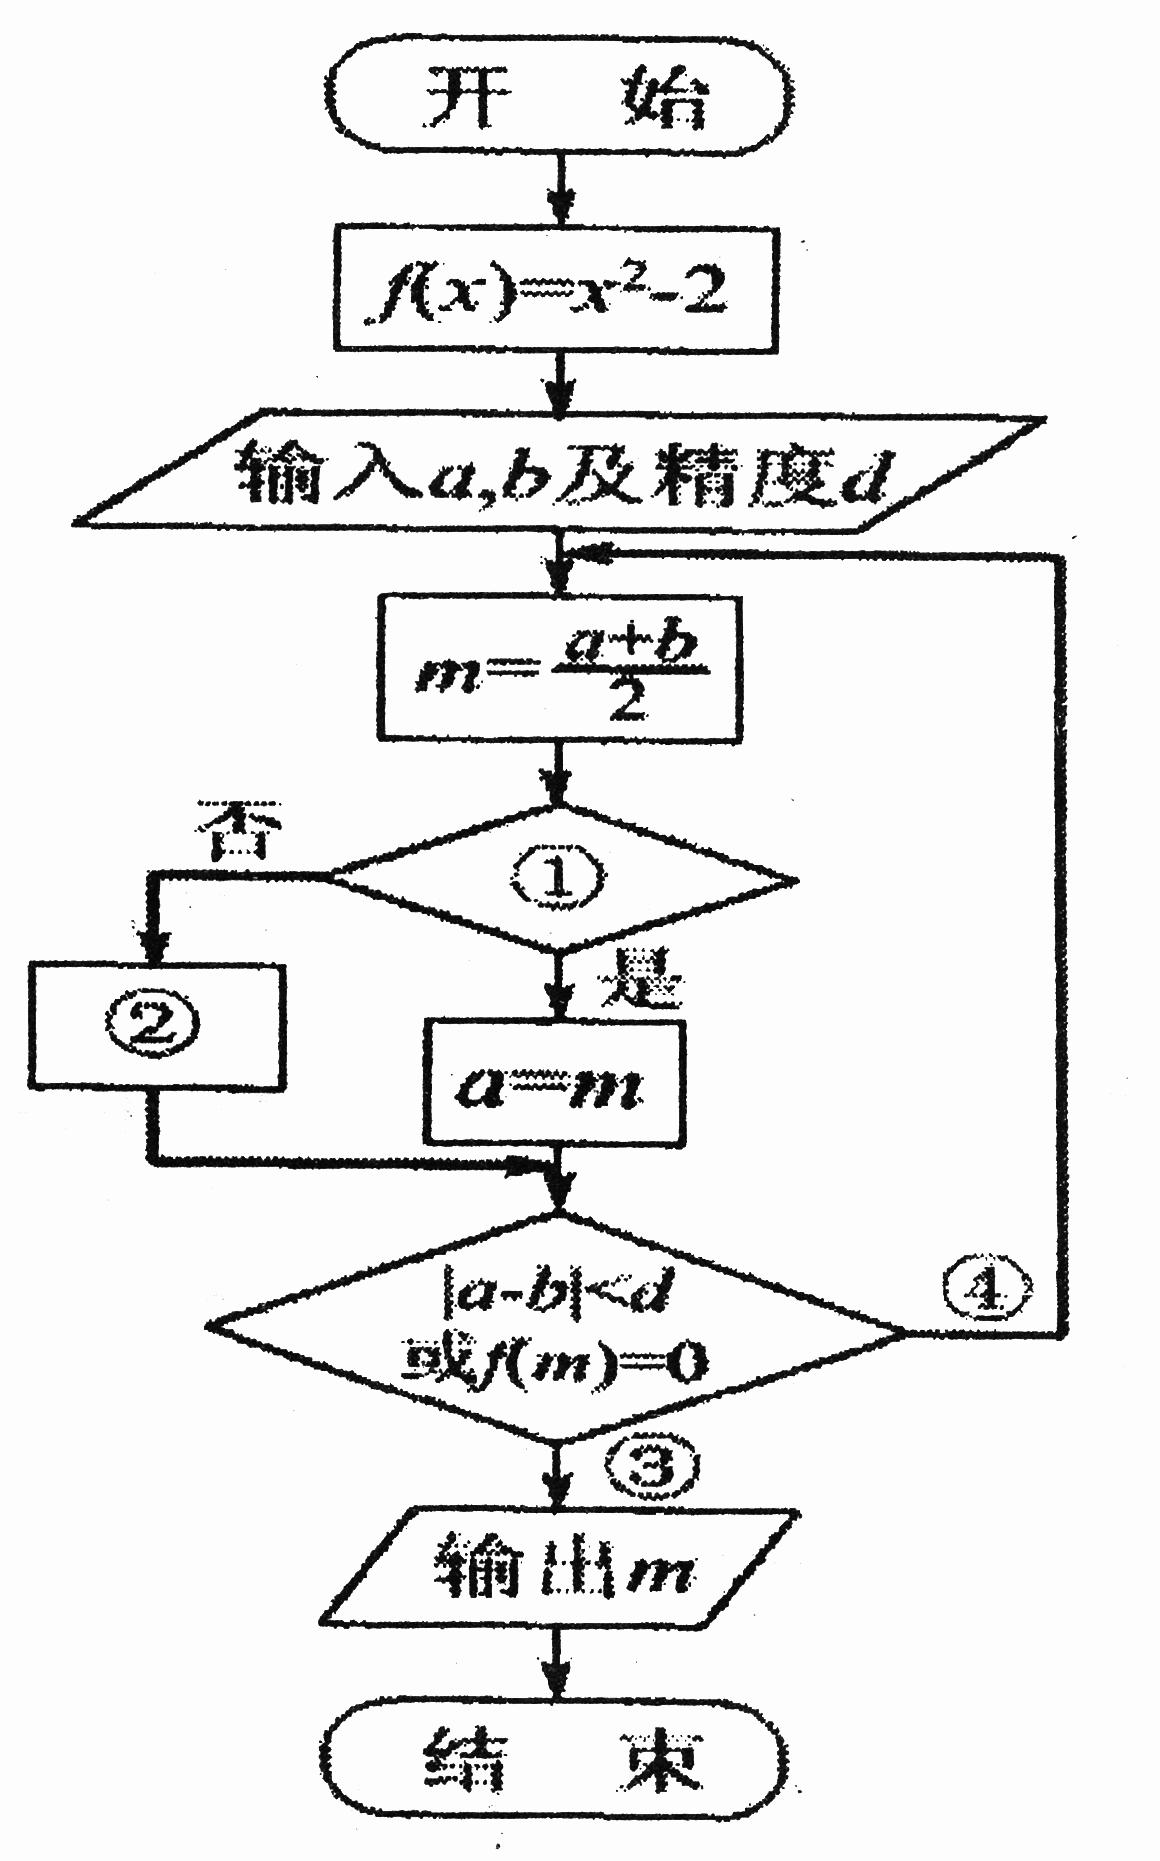 开 始
f(x)=x²-2
输入a,b及精度d
m=\frac{a+b}{2}
否
①
是
②
a=m
|a-b|<d
或f(m)=0
④
③
输出m
结 束